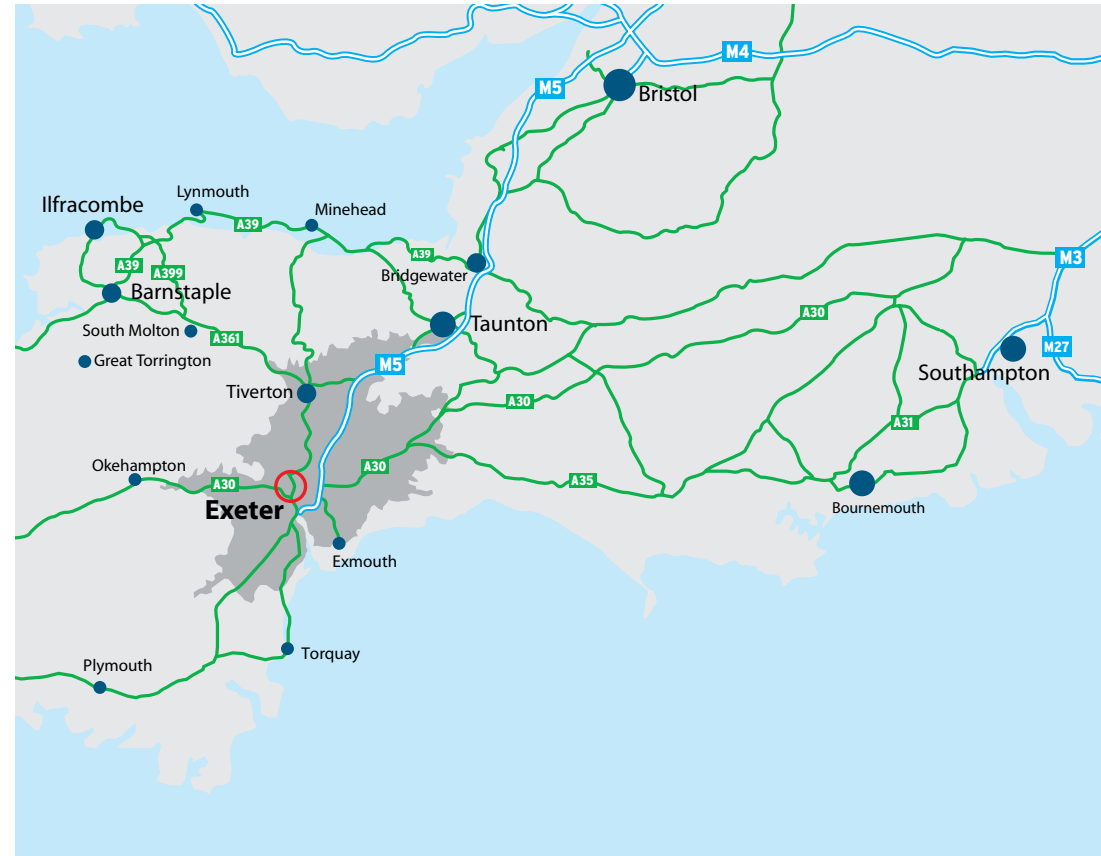 M4
M5
Bristol
Lynmouth
Ilfracombe
Minehead
A39
A39
Bridgewater
A39
A399
M3
Barnstaple
A30
Taunton
South Molton
A361
M27
Great Torrington
M5
Southampton
Tiverton
A30
A31
Okehampton
A30
A30
A35
Exeter
Bournemouth
Exmouth
Torquay
Plymouth